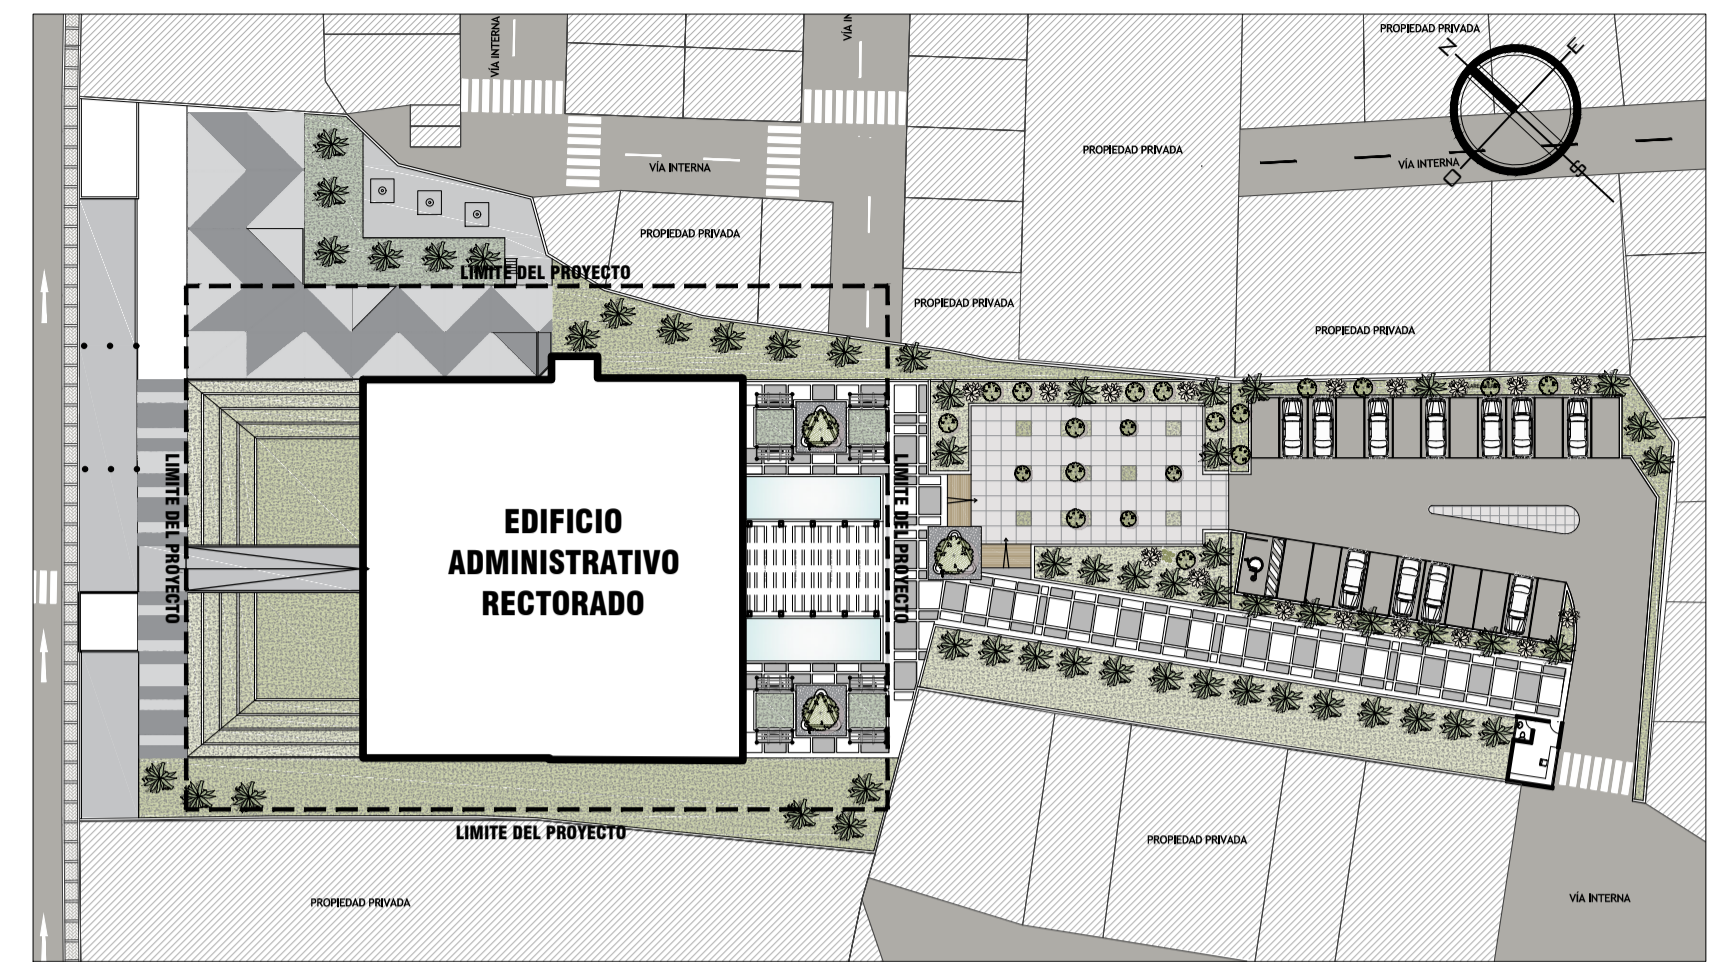 VÍA INTERNA
VÍA IN
PROPIEDAD PRIVADA
N
E
O
S
PROPIEDAD PRIVADA
VÍA INTERNA
VÍA INTERNA
PROPIEDAD PRIVADA
LIMITE DEL PROYECTO
PROPIEDAD PRIVADA
PROPIEDAD PRIVADA
LIMITE DEL PROYECTO
EDIFICIO
ADMINISTRATIVO
RECTORADO
LIMITE DEL PROYECTO
LIMITE DEL PROYECTO
PROPIEDAD PRIVADA
PROPIEDAD PRIVADA
VÍA INTERNA